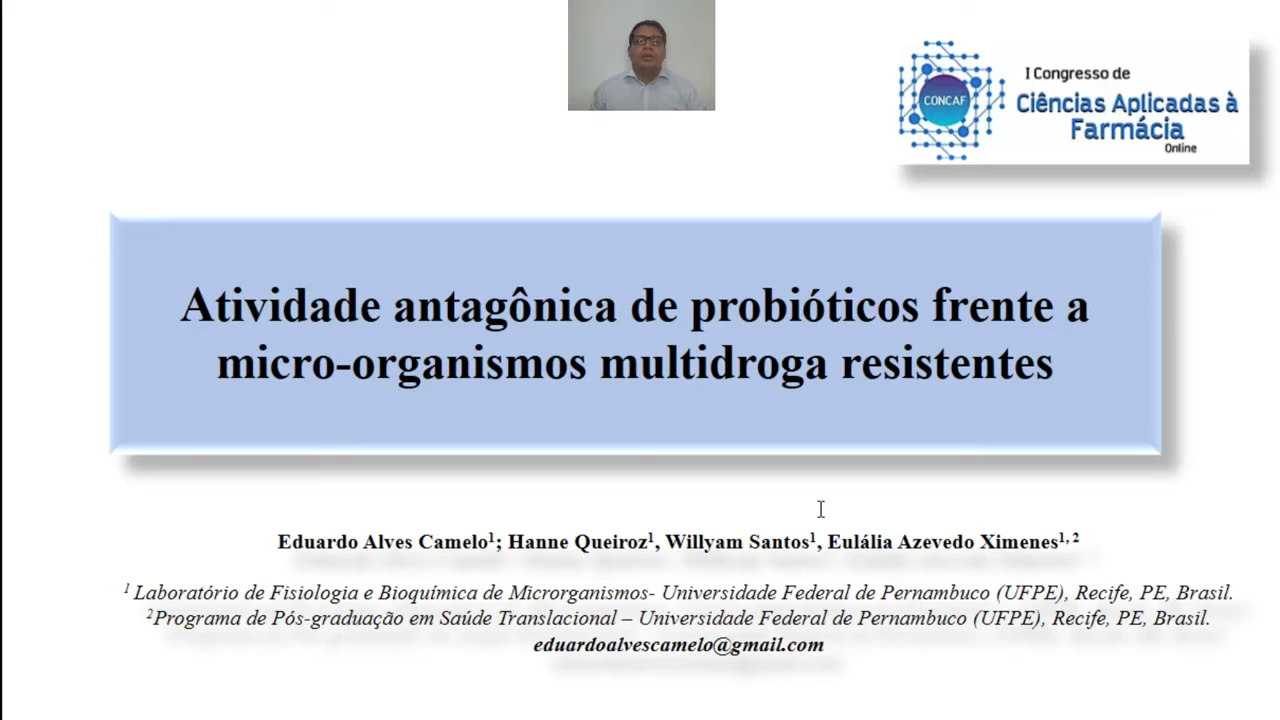 CONCAF
I Congresso de
Ciências Aplicadas à
Farmácia
Online
Atividade antagônica de probióticos frente a
micro-organismos multidroga resistentes
Eduardo Alves Camelo¹; Hanne Queiroz¹, Willyam Santos¹, Eulália Azevedo Ximenes¹, ²
¹ Laboratório de Fisiologia e Bioquímica de Microrganismos- Universidade Federal de Pernambuco (UFPE), Recife, PE, Brasil.
²Programa de Pós-graduação em Saúde Translacional – Universidade Federal de Pernambuco (UFPE), Recife, PE, Brasil.
eduardoalvescamelo@gmail.com